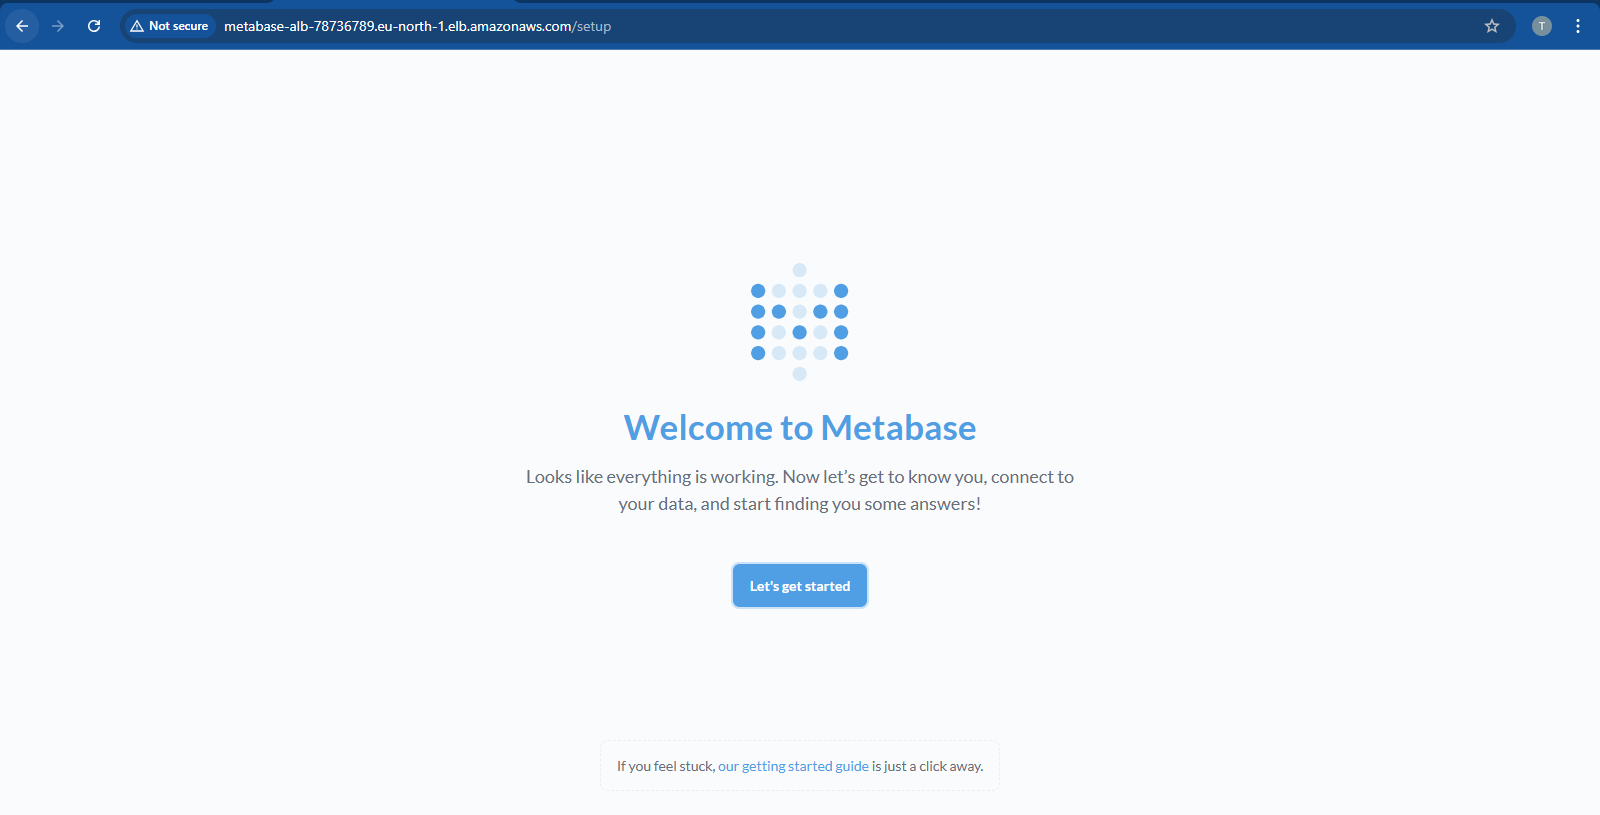 Not secure metabase-alb-78736789.eu-north-1.elb.amazonaws.com/setup T
Welcome to Metabase
Looks like everything is working. Now let’s get to know you, connect to
your data, and start finding you some answers!
Let's get started
If you feel stuck, our getting started guide is just a click away.